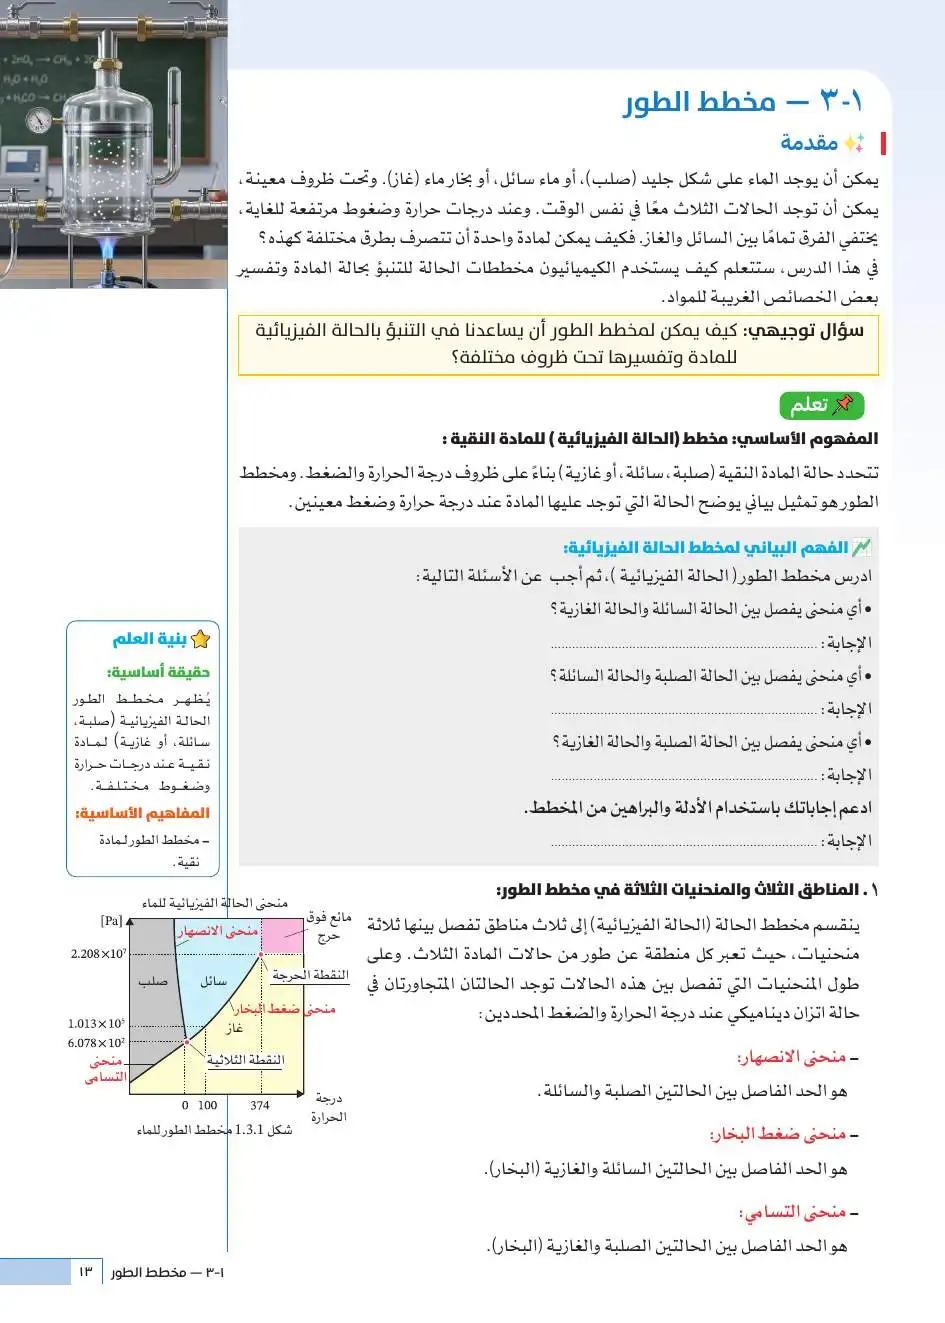 ١-٣ — مخطط الطور
مقدمة
يمكن أن يوجد الماء على شكل جليد (صلب)، أو ماء سائل، أو بخار ماء (غاز). وتحت ظروف معينة،
يمكن أن توجد الحالات الثلاث معًا في نفس الوقت. وعند درجات حرارة وضغوط مرتفعة للغاية،
يختفي الفرق تمامًا بين السائل والغاز. فكيف يمكن لمادة واحدة أن تتصرف بطرق مختلفة كهذه؟
في هذا الدرس، ستتعلم كيف يستخدم الكيميائيون مخططات الحالة للتنبؤ بحالة المادة وتفسير
بعض الخصائص الغريبة للمواد.
سؤال توجيهي: كيف يمكن لمخطط الطور أن يساعدنا في التنبؤ بالحالة الفيزيائية
للمادة وتفسيرها تحت ظروف مختلفة؟
تعلم
المفهوم الأساسي: مخطط (الحالة الفيزيائية ) للمادة النقية :
تتحدد حالة المادة النقية (صلبة، سائلة، أو غازية) بناءً على ظروف درجة الحرارة والضغط. ومخطط
الطور هو تمثيل بياني يوضح الحالة التي توجد عليها المادة عند درجة حرارة وضغط معينين.
الفهم البياني لمخطط الحالة الفيزيائية:
ادرس مخطط الطور( الحالة الفيزيائية )، ثم أجب عن الأسئلة التالية:
• أي منحنى يفصل بين الحالة السائلة والحالة الغازية؟
الإجابة: ............................................................................
• أي منحنى يفصل بين الحالة الصلبة والحالة السائلة؟
الإجابة: ............................................................................
• أي منحنى يفصل بين الحالة الصلبة والحالة الغازية؟
الإجابة: ............................................................................
ادعم إجاباتك باستخدام الأدلة والبراهين من المخطط.
الإجابة: ............................................................................
بنية العلم
حقيقة أساسية:
يُظهر مخطط الطور
الحالة الفيزيائية (صلبة،
سائلة، أو غازية) لمادة
نقية عند درجات حرارة
وضغوط مختلفة.
المفاهيم الأساسية:
– مخطط الطور لمادة
نقية.
١. المناطق الثلاث والمنحنيات الثلاثة في مخطط الطور:
ينقسم مخطط الحالة (الحالة الفيزيائية) إلى ثلاث مناطق تفصل بينها ثلاثة
منحنيات، حيث تعبر كل منطقة عن طور من حالات المادة الثلاث. وعلى
طول المنحنيات التي تفصل بين هذه الحالات توجد الحالتان المتجاورتان في
حالة اتزان ديناميكي عند درجة الحرارة والضغط المحددين:
– منحنى الانصهار:
هو الحد الفاصل بين الحالتين الصلبة والسائلة.
– منحنى ضغط البخار:
هو الحد الفاصل بين الحالتين السائلة والغازية (البخار).
– منحنى التسامي:
هو الحد الفاصل بين الحالتين الصلبة والغازية (البخار).
منحنى الحالة الفيزيائية للماء
[Pa]
مائع فوق
حرج
منحنى الانصهار
2.208×10⁷
النقطة الحرجة
صلب
سائل
منحنى ضغط البخار
غاز
1.013×10⁵
6.078×10²
النقطة الثلاثية
منحنى
التسامي
0 100 374
درجة
الحرارة
شكل 1.3.1 مخطط الطور للماء
١-٣ — مخطط الطور
١٣